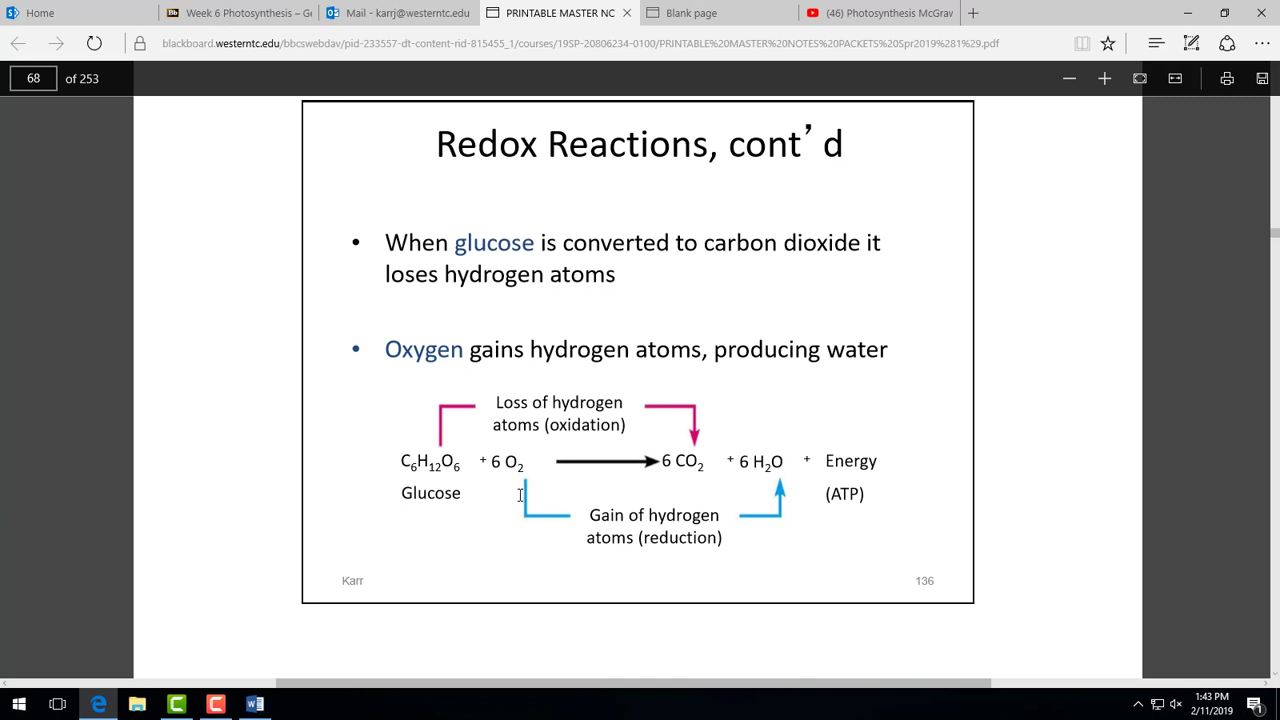 Home
Week 6 Photosynthesis – Ge
Mail - karrj@westerntc.edu
PRINTABLE MASTER NC
Blank page
(46) Photosynthesis McGrav
blackboard.westerntc.edu/bbcswebdav/pid-233557-dt-content-rid-815455_1/courses/19SP-20806234-0100/PRINTABLE%20MASTER%20NOTES%20PACKETS%20Spr2019%281%29.pdf
68 of 253
Redox Reactions, cont’ d
• When glucose is converted to carbon dioxide it
loses hydrogen atoms
• Oxygen gains hydrogen atoms, producing water
Loss of hydrogen
atoms (oxidation)
C₆H₁₂O₆ + 6 O₂ 6 CO₂ + 6 H₂O + Energy
Glucose (ATP)
Gain of hydrogen
atoms (reduction)
Karr 136
1:43 PM
2/11/2019